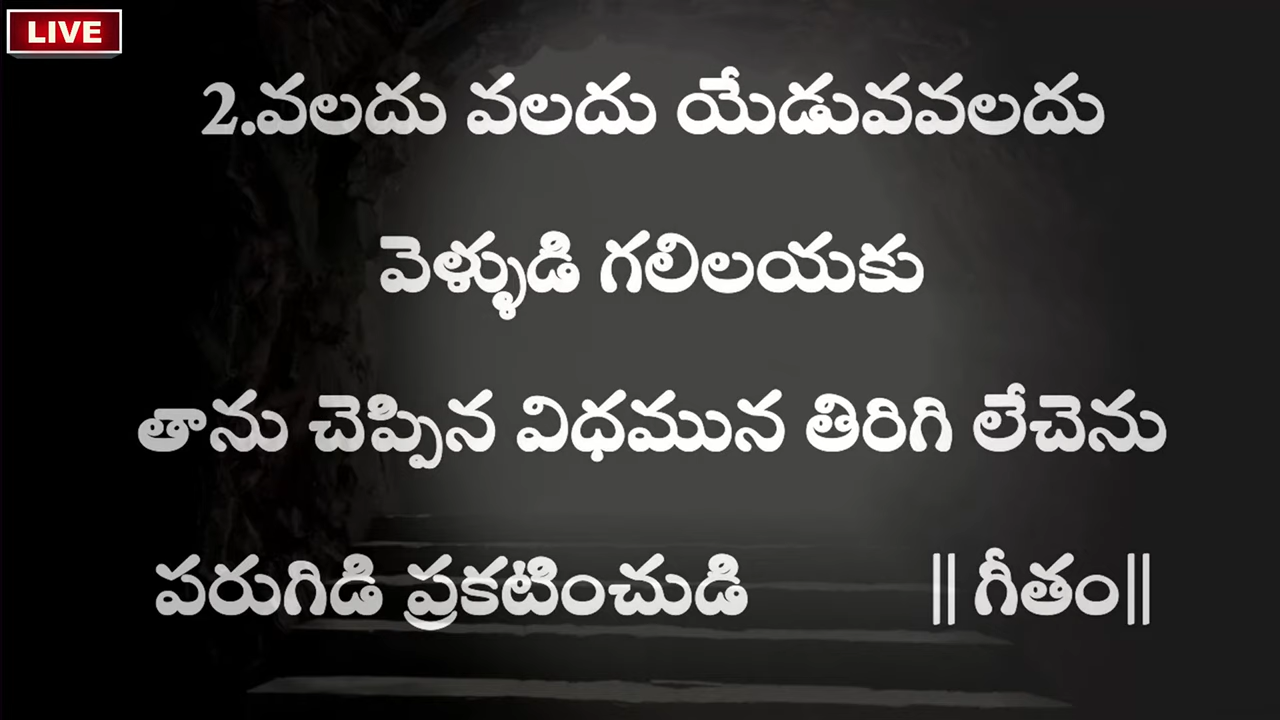 LIVE
2.వలదు వలదు యేడువవలదు
వెళ్ళుడి గలిలయకు
తాను చెప్పిన విధమున తిరిగి లేచెను
పరుగిడి ప్రకటించుడి || గీతం||